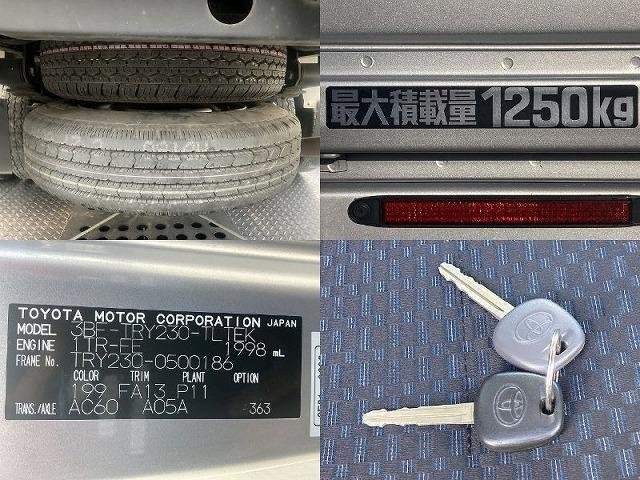 最大積載量 1250kg
TOYOTA MOTOR CORPORATION JAPAN
MODEL 3BF-TRY230-TLTEK
ENGINE 1TR-FE 1998 mL
FRAME No. TRY230-0500186
COLOR TRIM PLANT OPTION
199 FA13 P11
TRANS./AXLE AC60 A05A -363